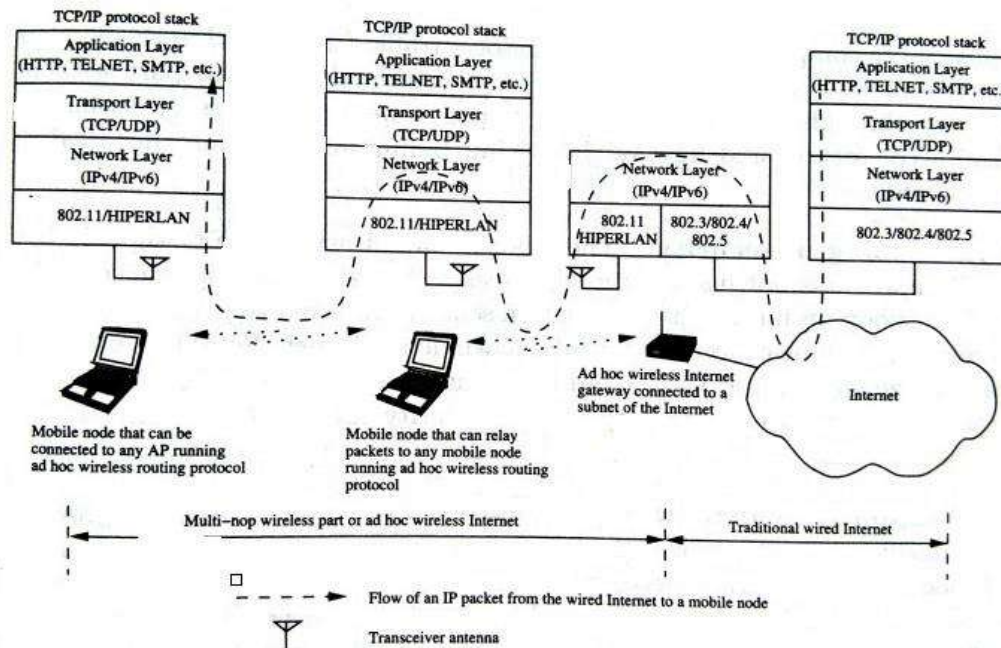 TCP/IP protocol stack
Application Layer
(HTTP, TELNET, SMTP, etc.)
Transport Layer
(TCP/UDP)
Network Layer
(IPv4/IPv6)
802.11/HIPERLAN
TCP/IP protocol stack
Application Layer
(HTTP, TELNET, SMTP, etc.)
Transport Layer
(TCP/UDP)
Network Layer
(IPv4/IPv6)
802.11/HIPERLAN
Network Layer
(IPv4/IPv6)
802.11
HIPERLAN
802.3/802.4/
802.5
TCP/IP protocol stack
Application Layer
(HTTP, TELNET, SMTP, etc.)
Transport Layer
(TCP/UDP)
Network Layer
(IPv4/IPv6)
802.3/802.4/802.5
Mobile node that can be
connected to any AP running
ad hoc wireless routing protocol
Mobile node that can relay
packets to any mobile node
running ad hoc wireless routing
protocol
Ad hoc wireless Internet
gateway connected to a
subnet of the Internet
Internet
Multi-nop wireless part or ad hoc wireless Internet
Traditional wired Internet
Flow of an IP packet from the wired Internet to a mobile node
Transceiver antenna